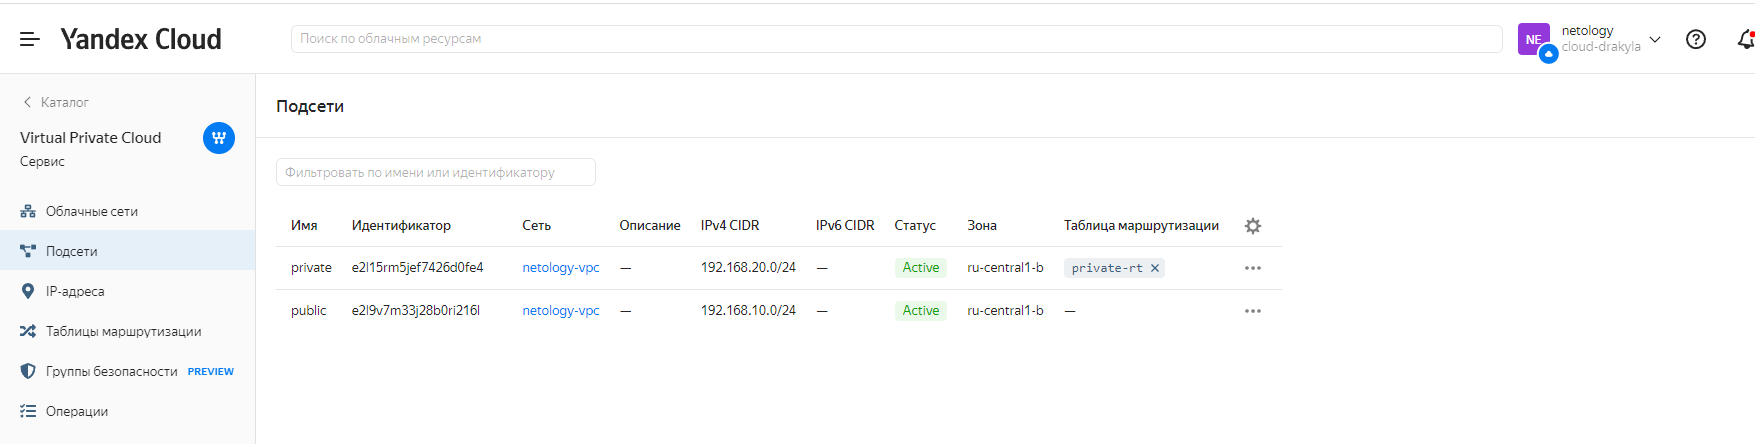 Yandex Cloud
Поиск по облачным ресурсам
NE
netology
cloud-drakyla
Каталог
Virtual Private Cloud
Сервис
Облачные сети
Подсети
IP-адреса
Таблицы маршрутизации
Группы безопасности PREVIEW
Операции
Подсети
Фильтровать по имени или идентификатору
Имя Идентификатор Сеть Описание IPv4 CIDR IPv6 CIDR Статус Зона Таблица маршрутизации
private e2l15rm5jef7426d0fe4 netology-vpc — 192.168.20.0/24 — Active ru-central1-b private-rt ×
public e2l9v7m33j28b0ri216l netology-vpc — 192.168.10.0/24 — Active ru-central1-b —